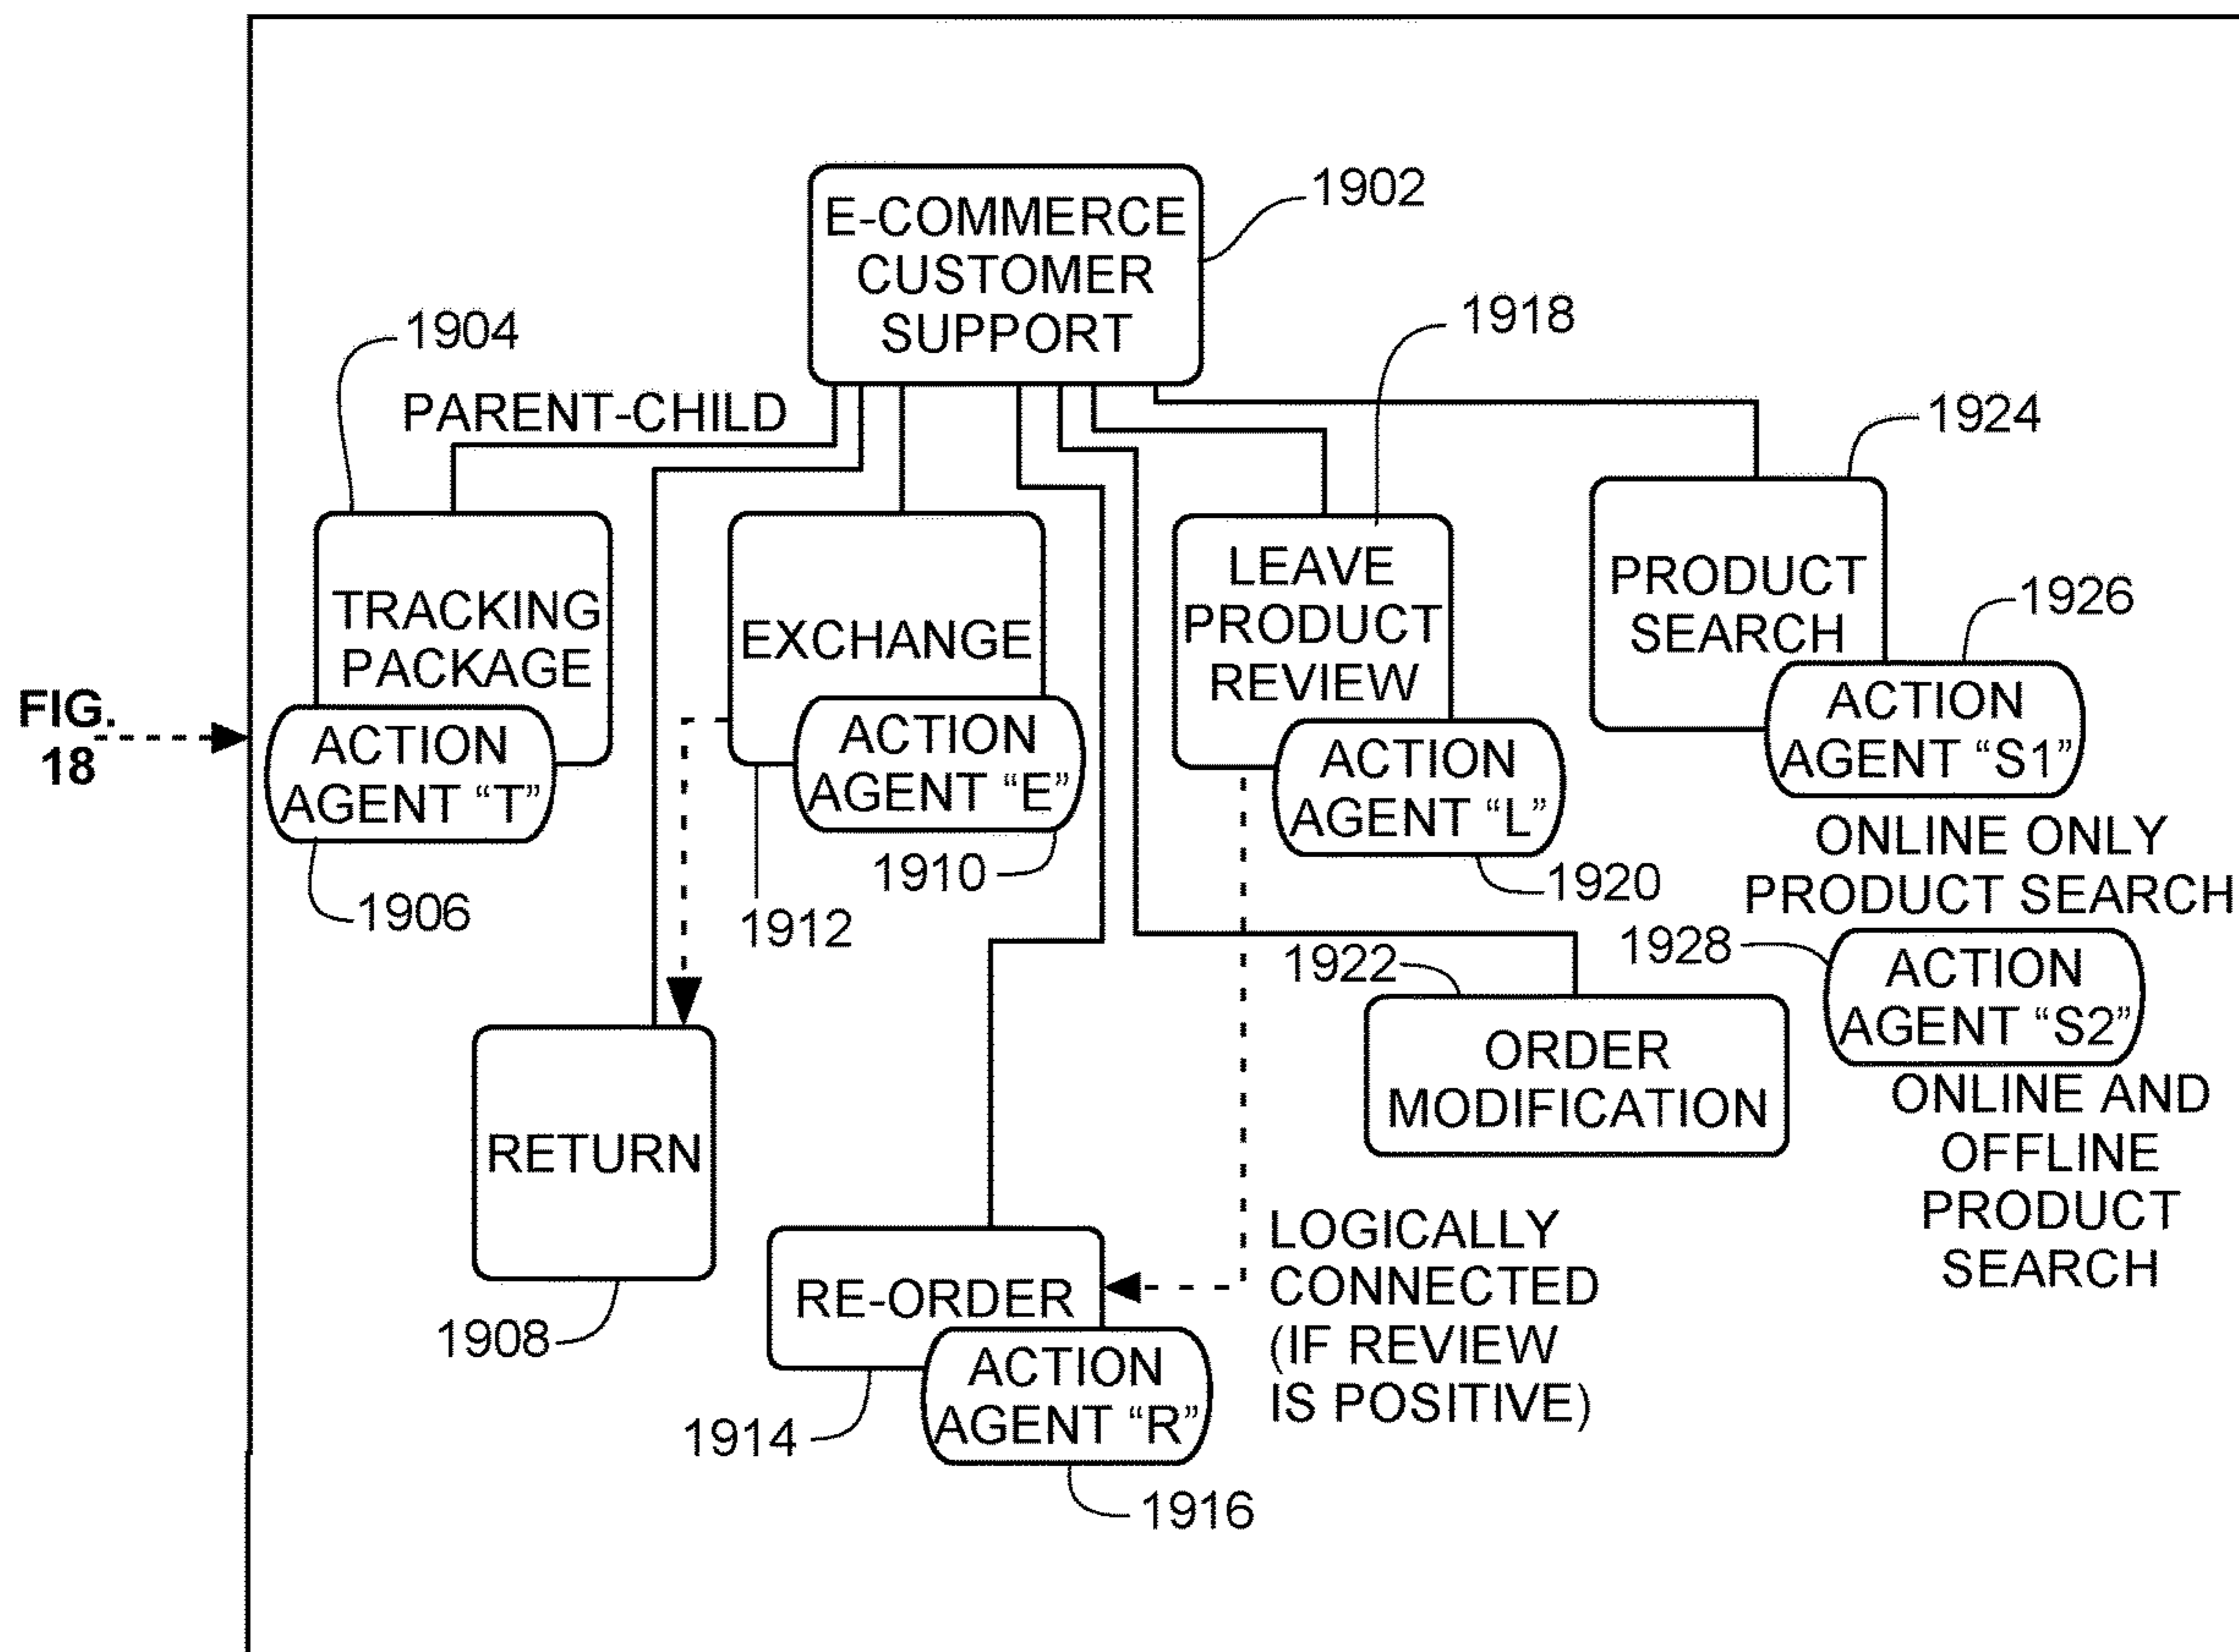 E-COMMERCE
CUSTOMER
SUPPORT
1902
1904
PARENT-CHILD
1918
1924
TRACKING
PACKAGE
ACTION
AGENT “T”
1906
EXCHANGE
ACTION
AGENT “E”
1910
1912
LEAVE
PRODUCT
REVIEW
ACTION
AGENT “L”
1920
PRODUCT
SEARCH
1926
ACTION
AGENT “S1”
ONLINE ONLY
PRODUCT SEARCH
1928
ACTION
AGENT “S2”
ONLINE AND
OFFLINE
PRODUCT
SEARCH
FIG.
18
1922
ORDER
MODIFICATION
RETURN
1908
RE-ORDER
ACTION
AGENT “R”
1914
1916
LOGICALLY
CONNECTED
(IF REVIEW
IS POSITIVE)